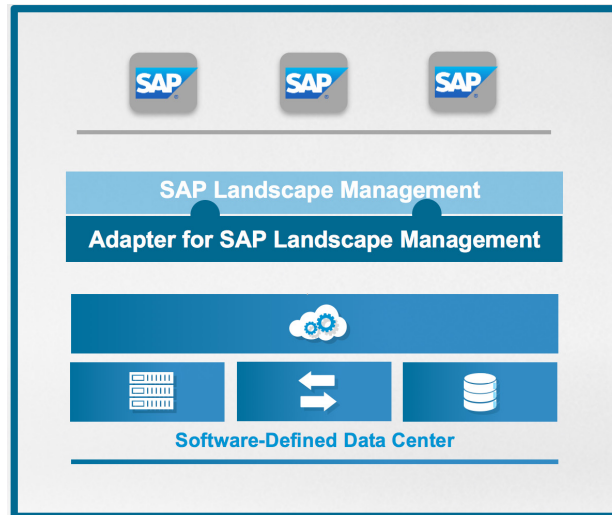 SAP SAP SAP
SAP Landscape Management
Adapter for SAP Landscape Management
Software-Defined Data Center